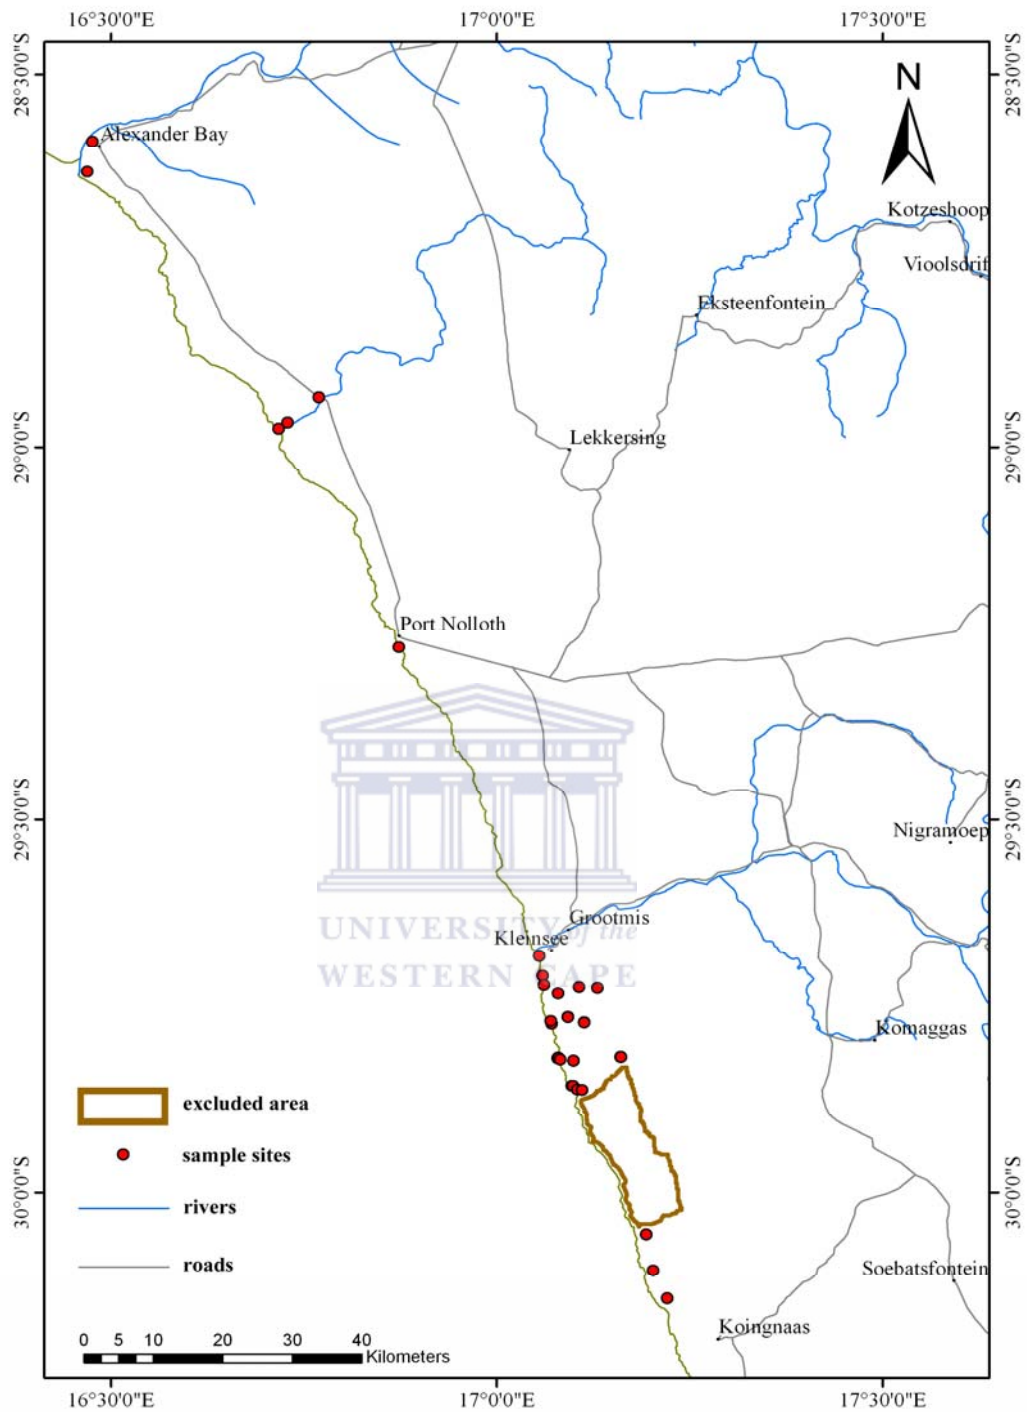 16°30'0"E 17°0'0"E 17°30'0"E
28°30'0"S 28°30'0"S
N
Alexander Bay
Kotzeshoop
Vioolsdrif
Eksteenfontein
Lekkersing
29°0'0"S 29°0'0"S
Port Nolloth
29°30'0"S 29°30'0"S
Nigramoep
Grootmis
UNIVERSITY of the
Kleinsee
WESTERN CAPE
Komaggas
excluded area
sample sites
30°0'0"S 30°0'0"S
rivers
roads
Soebatsfontein
Koingnaas
0 5 10 20 30 40
Kilometers
16°30'0"E 17°0'0"E 17°30'0"E